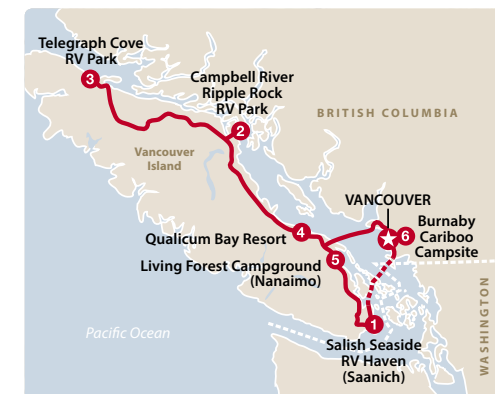 Telegraph Cove
RV Park
3
Campbell River
Ripple Rock
RV Park
2
BRITISH COLUMBIA
Vancouver
Island
VANCOUVER
6
Burnaby
Cariboo
Campsite
Qualicum Bay Resort
4
Living Forest Campground
(Nanaimo)
5
WASHINGTON
Pacific Ocean
1
Salish Seaside
RV Haven
(Saanich)